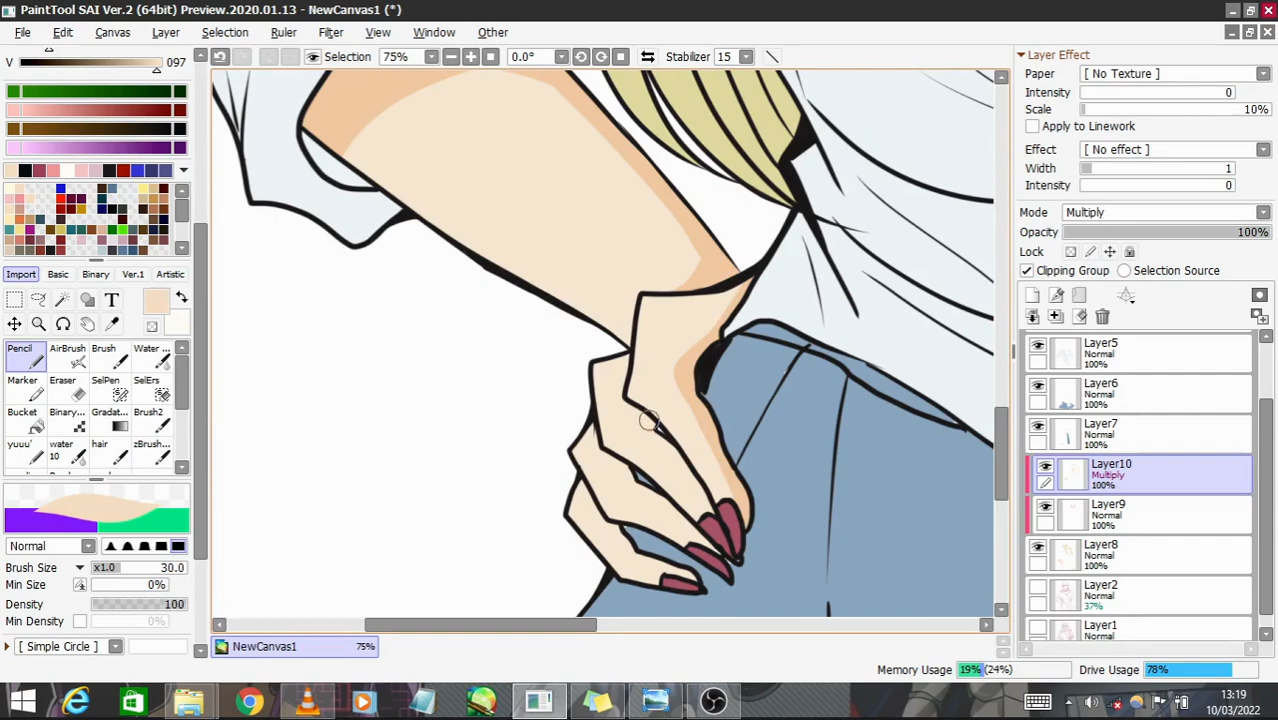 PaintTool SAI Ver.2 (64bit) Preview.2020.01.13 - NewCanvas1 (*)
File Edit Canvas Layer Selection Filter Ruler View Window Other
V 097
Selection 75% 0.0° Stabilizer 15
Layer Effect
Paper [ No Texture ]
Intensity 0
Scale 10%
Apply to Linework
Effect [ No effect ]
Width 1
Intensity 0
Mode Multiply
Opacity 100%
Lock
Clipping Group Selection Source
Import Basic Binary Ver.1 Artistic
T
Pencil AirBrush Brush Water ..
Marker Eraser SelPen SelErs
Bucket Binary... Gradat... Brush2
yyuu' water 10 hair zBrush...
Normal
Brush Size x1.0 30.0
Min Size 0%
Density 100
Min Density 0%
[ Simple Circle ]
Layer5
Normal
100%
Layer6
Normal
100%
Layer7
Normal
100%
Layer10
Multiply
100%
Layer9
Normal
100%
Layer8
Normal
100%
Layer2
Normal
37%
Layer1
Normal
NewCanvas1 75%
Memory Usage 19% (24%) Drive Usage 78%
13:19
10/03/2022